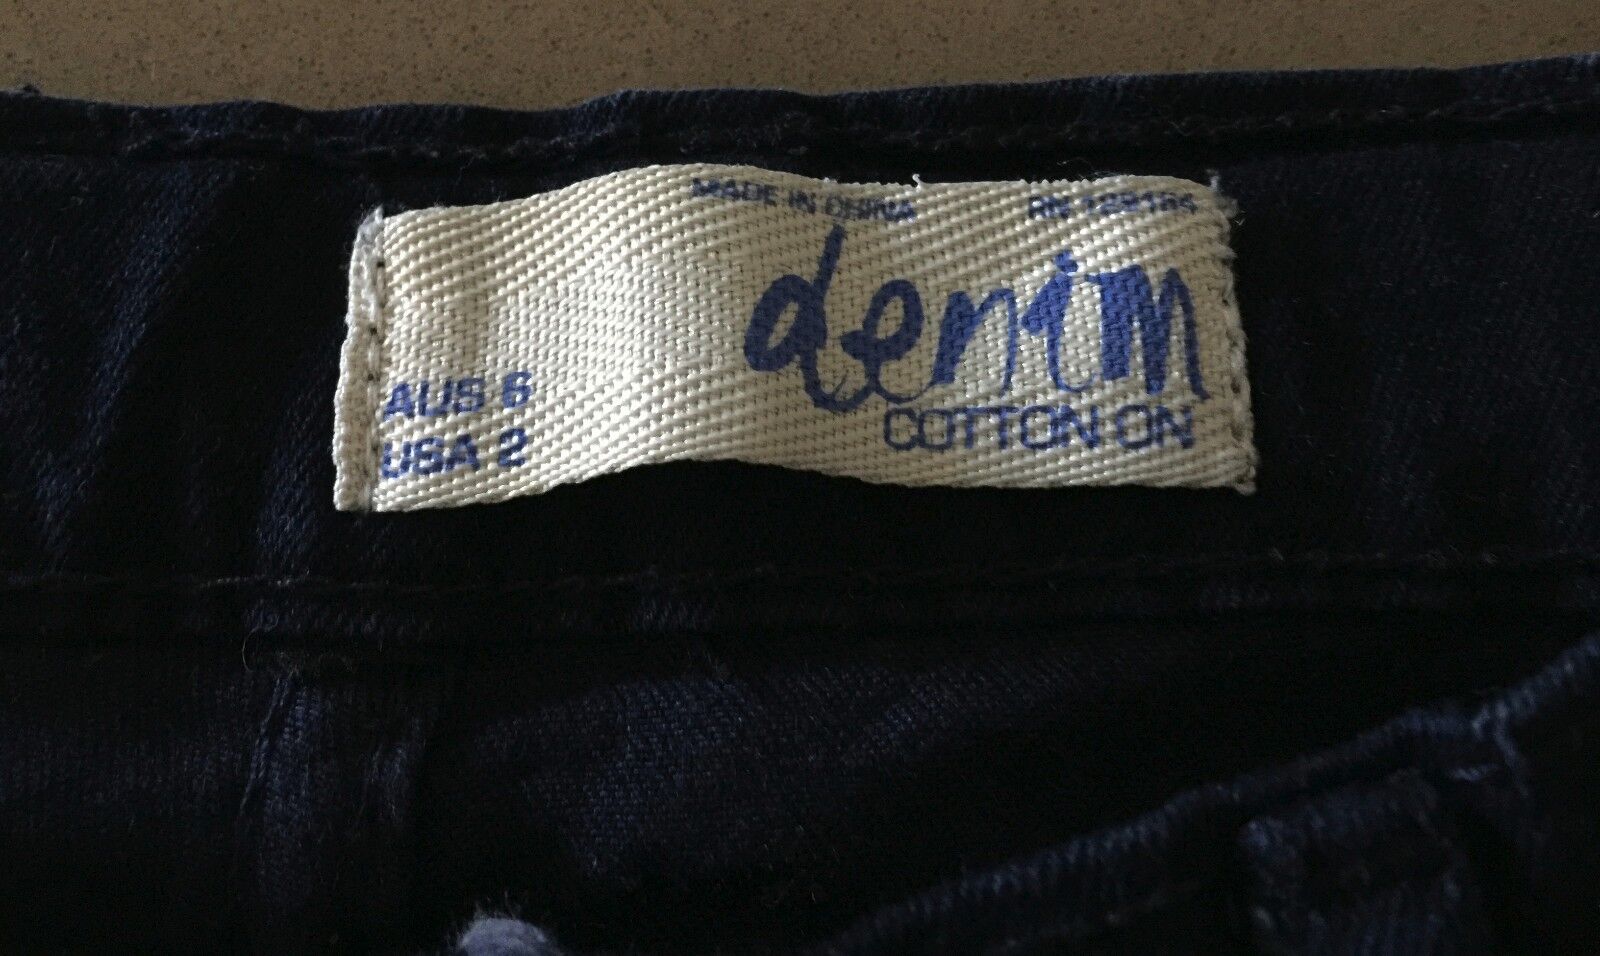 MADE IN CHINA
denim
COTTON ON
AUS 6
USA 2